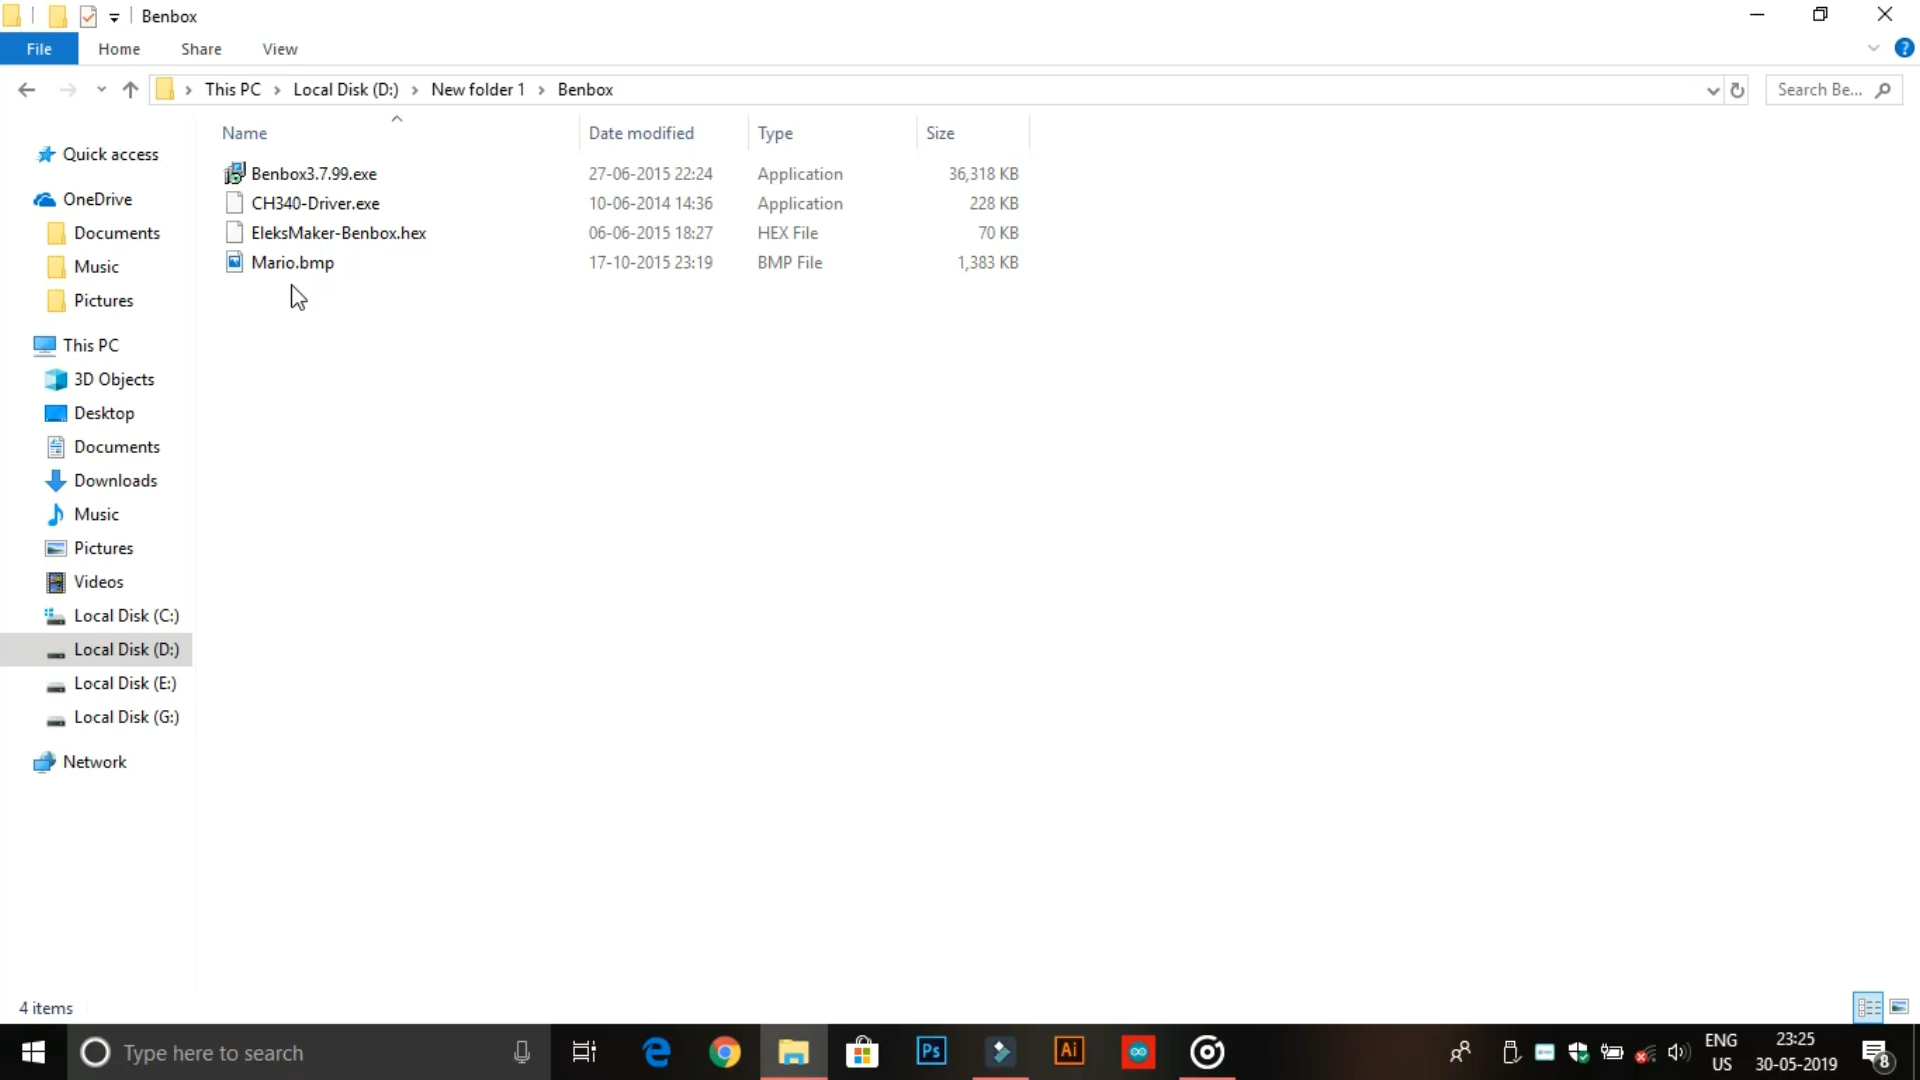 Benbox
File Home Share View
This PC Local Disk (D:) New folder 1 Benbox Search Be...
Name Date modified Type Size
Quick access
OneDrive
Documents
Music
Pictures
This PC
3D Objects
Desktop
Documents
Downloads
Music
Pictures
Videos
Local Disk (C:)
Local Disk (D:)
Local Disk (E:)
Local Disk (G:)
Network
Benbox3.7.99.exe 27-06-2015 22:24 Application 36,318 KB
CH340-Driver.exe 10-06-2014 14:36 Application 228 KB
EleksMaker-Benbox.hex 06-06-2015 18:27 HEX File 70 KB
Mario.bmp 17-10-2015 23:19 BMP File 1,383 KB
4 items
Type here to search
Ps
Ai
ENG
US
23:25
30-05-2019
8